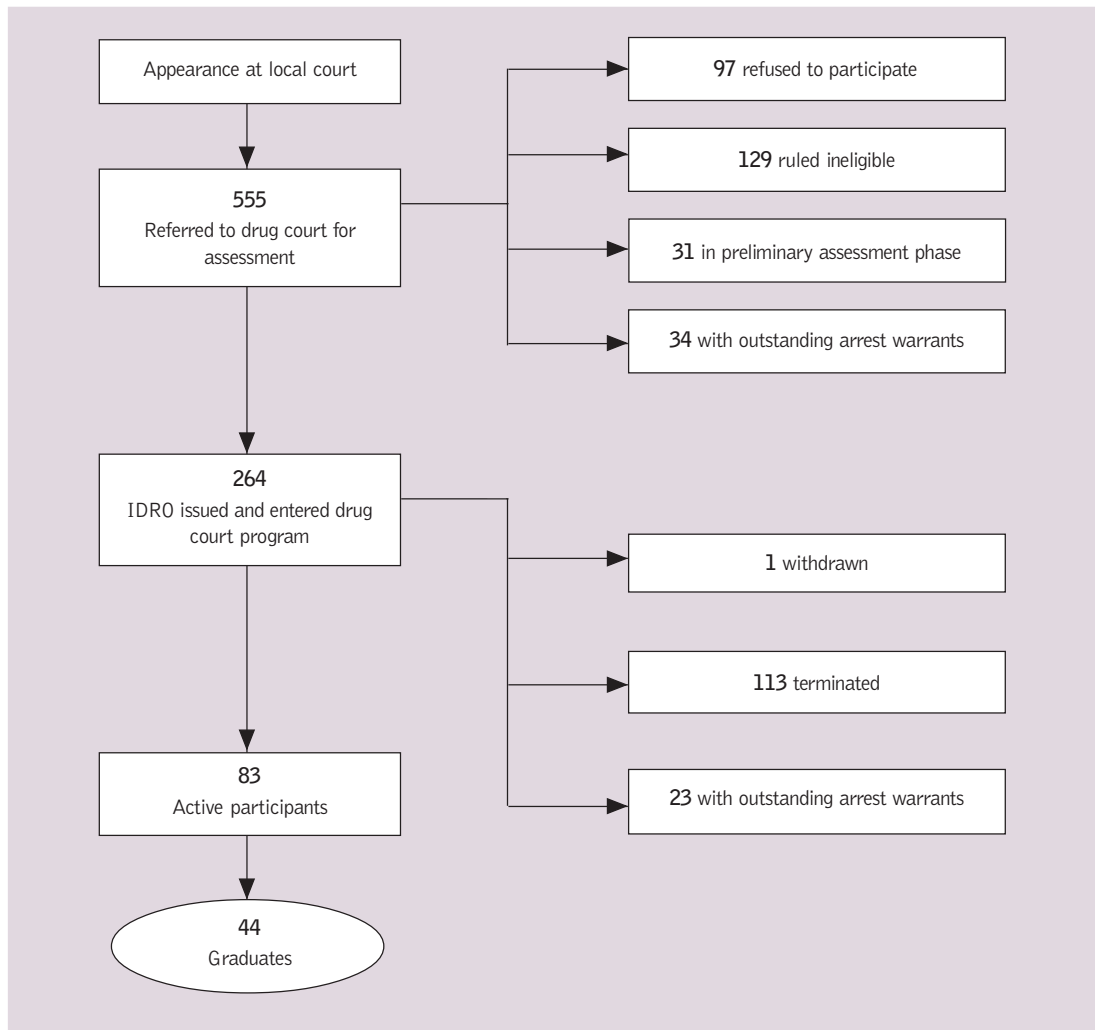 Appearance at local court
97 refused to participate
129 ruled ineligible
555
Referred to drug court for
assessment
31 in preliminary assessment phase
34 with outstanding arrest warrants
264
IDRO issued and entered drug
court program
1 withdrawn
113 terminated
83
Active participants
23 with outstanding arrest warrants
44
Graduates